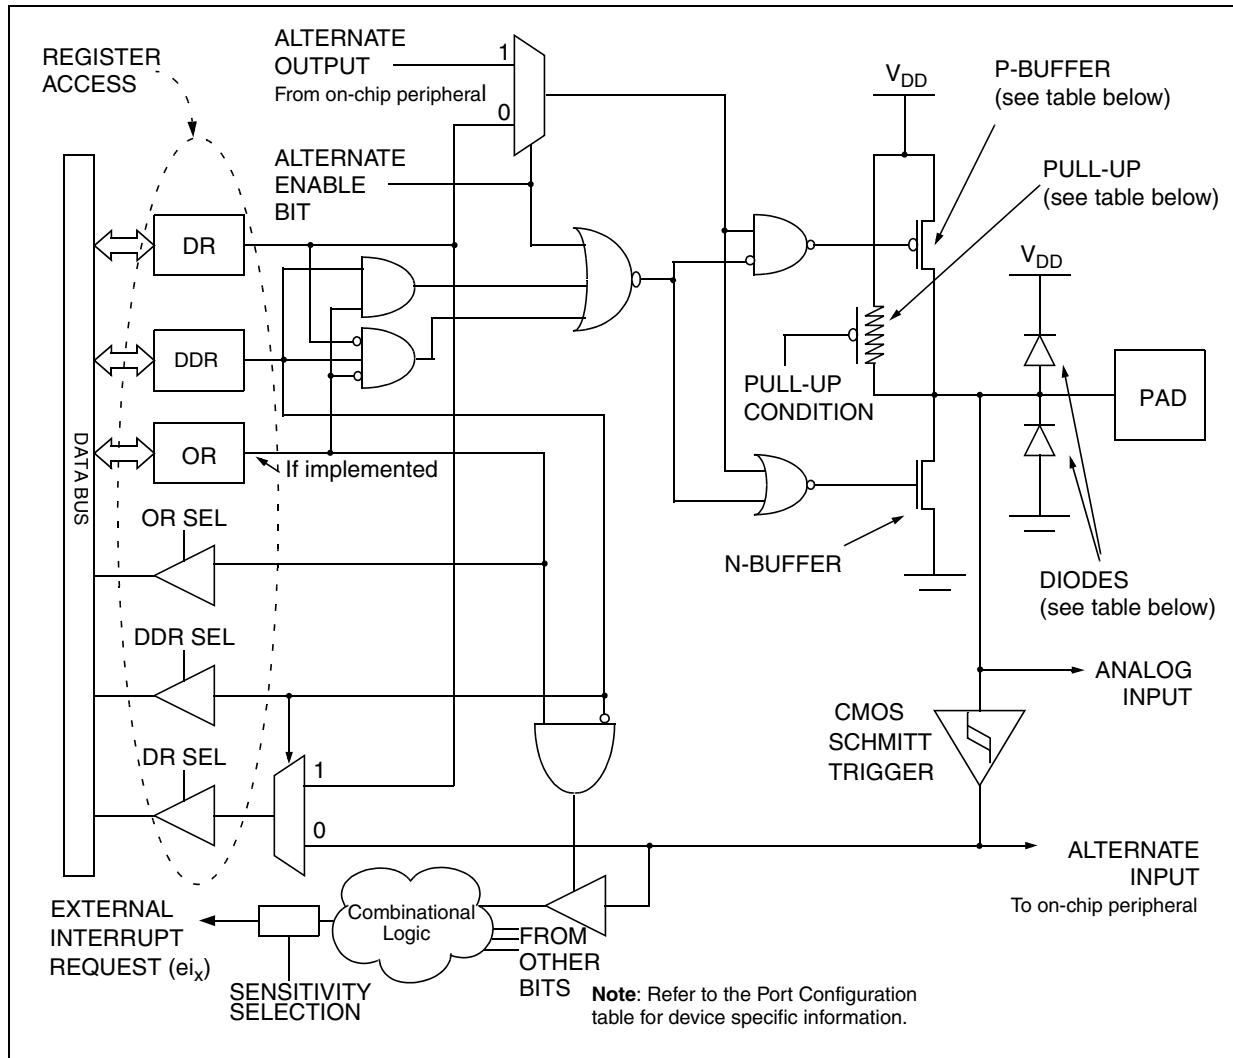 REGISTER
ACCESS
ALTERNATE
OUTPUT
From on-chip peripheral
1
0
ALTERNATE
ENABLE
BIT
VDD
P-BUFFER
(see table below)
PULL-UP
(see table below)
VDD
DR
DDR
OR
If implemented
DATA BUS
PULL-UP
CONDITION
PAD
N-BUFFER
DIODES
(see table below)
OR SEL
DDR SEL
DR SEL
1
0
ANALOG
INPUT
CMOS
SCHMITT
TRIGGER
ALTERNATE
INPUT
To on-chip peripheral
EXTERNAL
INTERRUPT
REQUEST (eix)
Combinational
Logic
SENSITIVITY
SELECTION
FROM
OTHER
BITS
Note: Refer to the Port Configuration
table for device specific information.